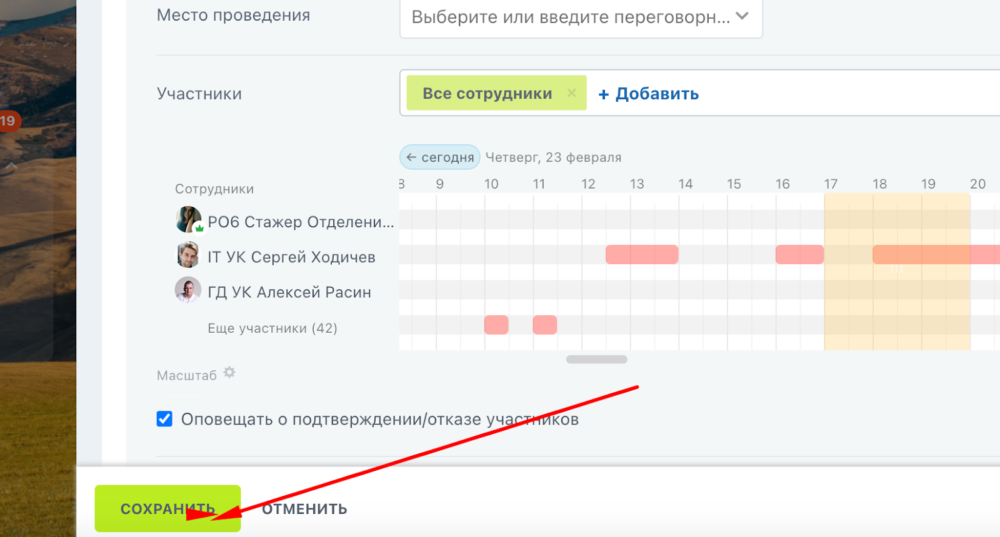 Место проведения
Выберите или введите переговорн...
Участники
Все сотрудники ×
+ Добавить
19
← сегодня Четверг, 23 февраля
8 9 10 11 12 13 14 15 16 17 18 19 20
Сотрудники
РО6 Стажер Отделени...
IT УК Сергей Ходичев
ГД УК Алексей Расин
Еще участники (42)
Масштаб
Оповещать о подтверждении/отказе участников
СОХРАНИТЬ
ОТМЕНИТЬ